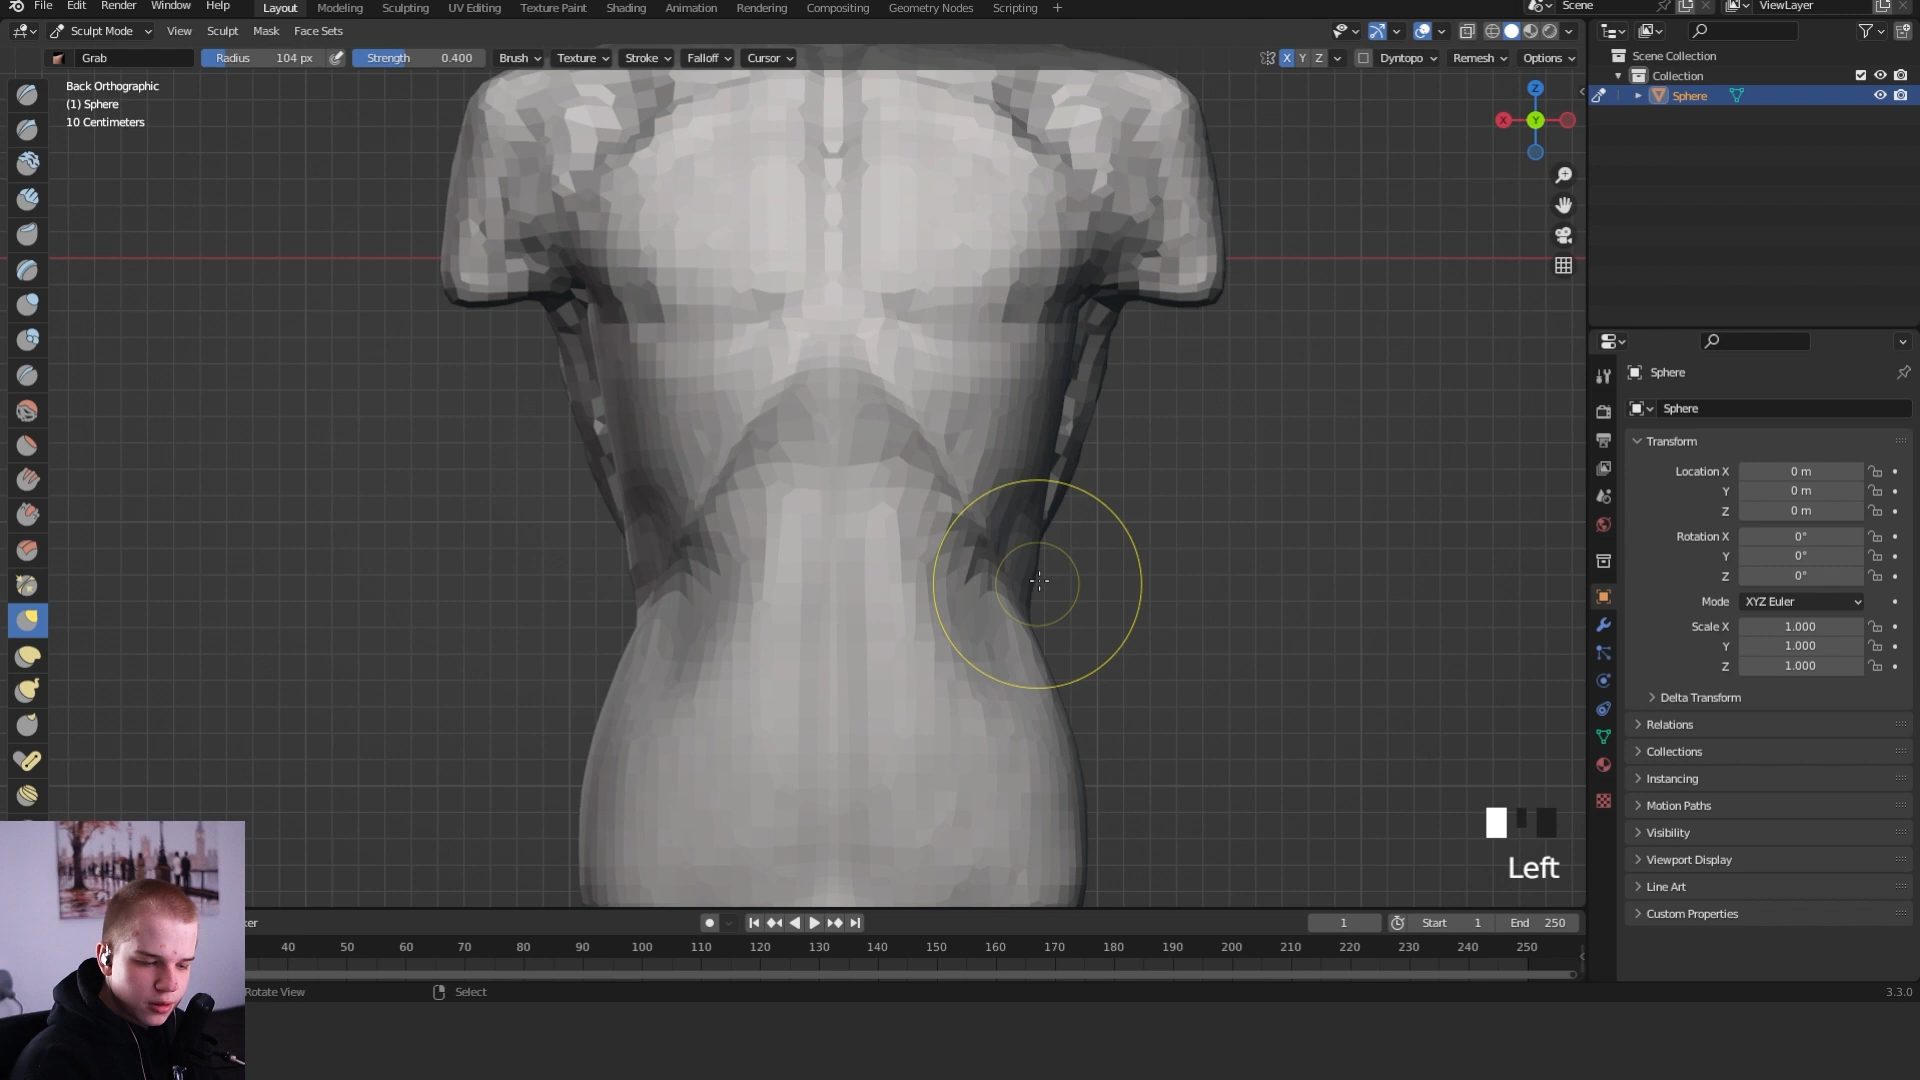 File Edit Render Window Help Layout Modeling Sculpting UV Editing Texture Paint Shading Animation Rendering Compositing Geometry Nodes Scripting + Scene ViewLayer
Sculpt Mode View Sculpt Mask Face Sets
Grab Radius 104 px Strength 0.400 Brush Texture Stroke Falloff Cursor X Y Z Dyntopo Remesh Options
Back Orthographic
(1) Sphere
10 Centimeters
Z
X
Y
Scene Collection
Collection
Sphere
Sphere
Sphere
Transform
Location X 0 m
Y 0 m
Z 0 m
Rotation X 0°
Y 0°
Z 0°
Mode XYZ Euler
Scale X 1.000
Y 1.000
Z 1.000
Delta Transform
Relations
Collections
Instancing
Motion Paths
Visibility
Viewport Display
Line Art
Custom Properties
Left
ker 1 Start 1 End 250
40 50 60 70 80 90 100 110 120 130 140 150 160 170 180 190 200 210 220 230 240 250
Rotate View Select 3.3.0